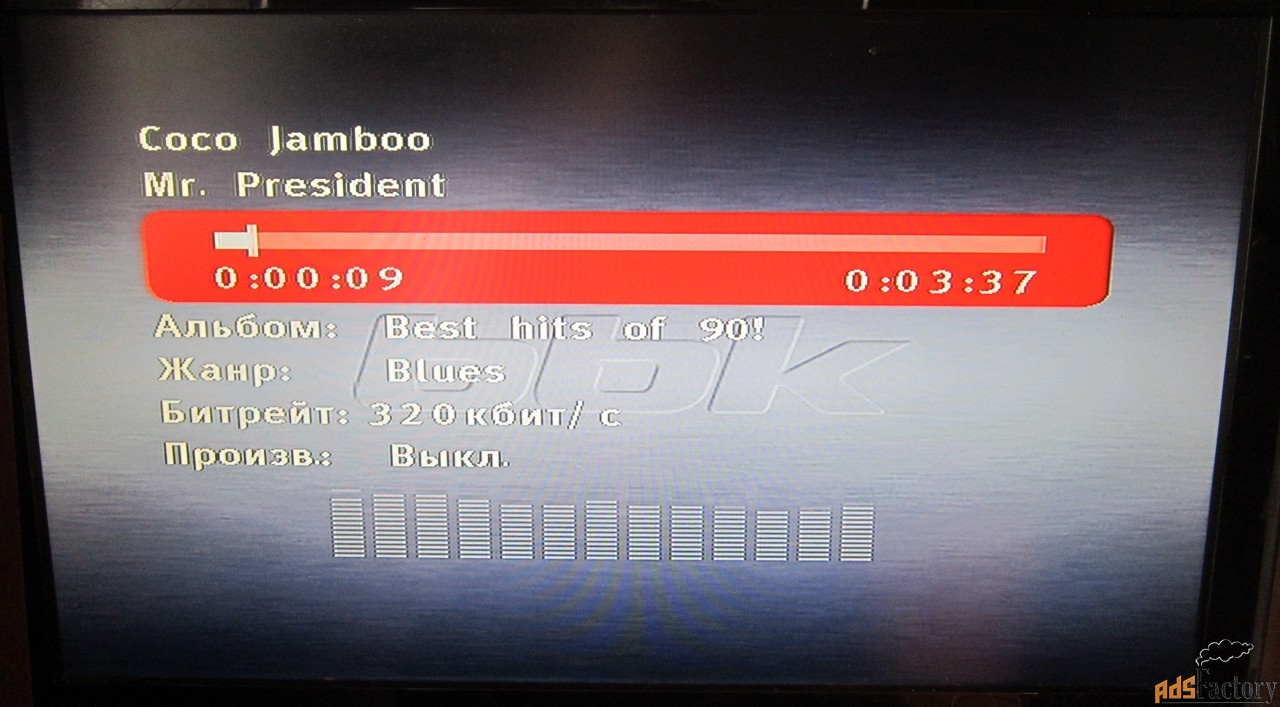 Coco Jamboo
Mr. President
0:00:09 0:03:37
Альбом: Best hits of 90!
Жанр: Blues
Битрейт: 320кбит/ с
Произв.: Выкл.
bbk
AdsFactory